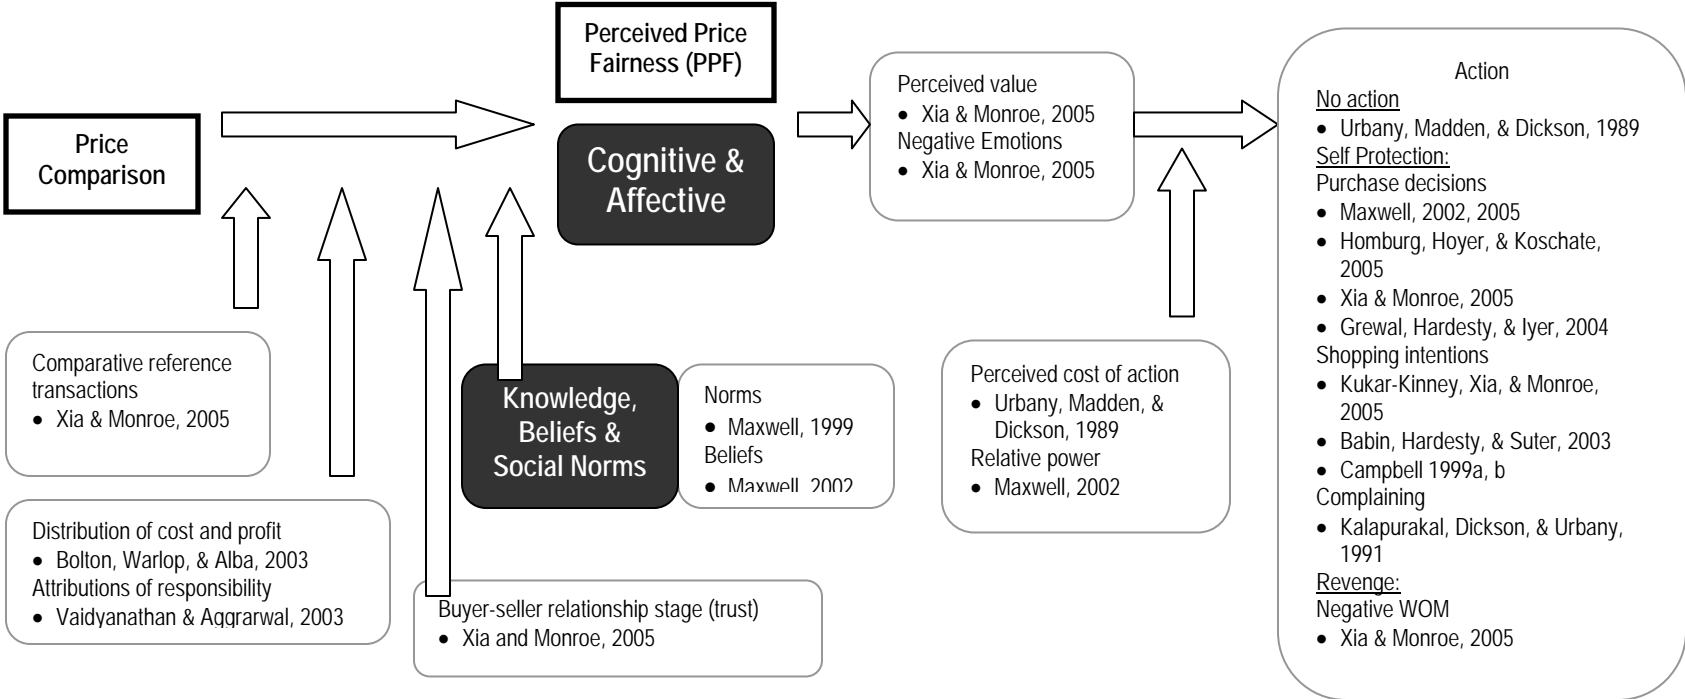 Price
Comparison
Perceived Price
Fairness (PPF)
Cognitive &
Affective
Perceived value
• Xia & Monroe, 2005
Negative Emotions
• Xia & Monroe, 2005
Action
No action
• Urbany, Madden, & Dickson, 1989
Self Protection:
Purchase decisions
• Maxwell, 2002, 2005
• Homburg, Hoyer, & Koschate,
2005
• Xia & Monroe, 2005
• Grewal, Hardesty, & Iyer, 2004
Shopping intentions
• Kukar-Kinney, Xia, & Monroe,
2005
• Babin, Hardesty, & Suter, 2003
• Campbell 1999a, b
Complaining
• Kalapurakal, Dickson, & Urbany,
1991
Revenge:
Negative WOM
• Xia & Monroe, 2005
Comparative reference
transactions
• Xia & Monroe, 2005
Distribution of cost and profit
• Bolton, Warlop, & Alba, 2003
Attributions of responsibility
• Vaidyanathan & Aggrarwal, 2003
Buyer-seller relationship stage (trust)
• Xia and Monroe, 2005
Knowledge,
Beliefs &
Social Norms
Norms
• Maxwell, 1999
Beliefs
• Maxwell, 2002
Perceived cost of action
• Urbany, Madden, &
Dickson, 1989
Relative power
• Maxwell, 2002